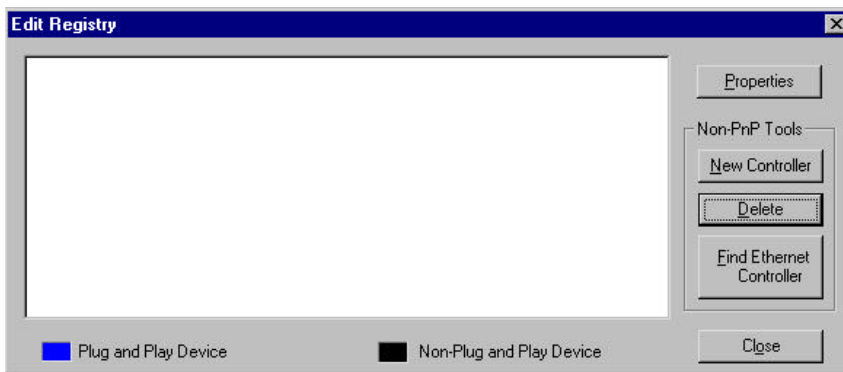 Edit Registry
Properties
Non-PnP Tools
New Controller
Delete
Find Ethernet
Controller
Plug and Play Device
Non-Plug and Play Device
Close